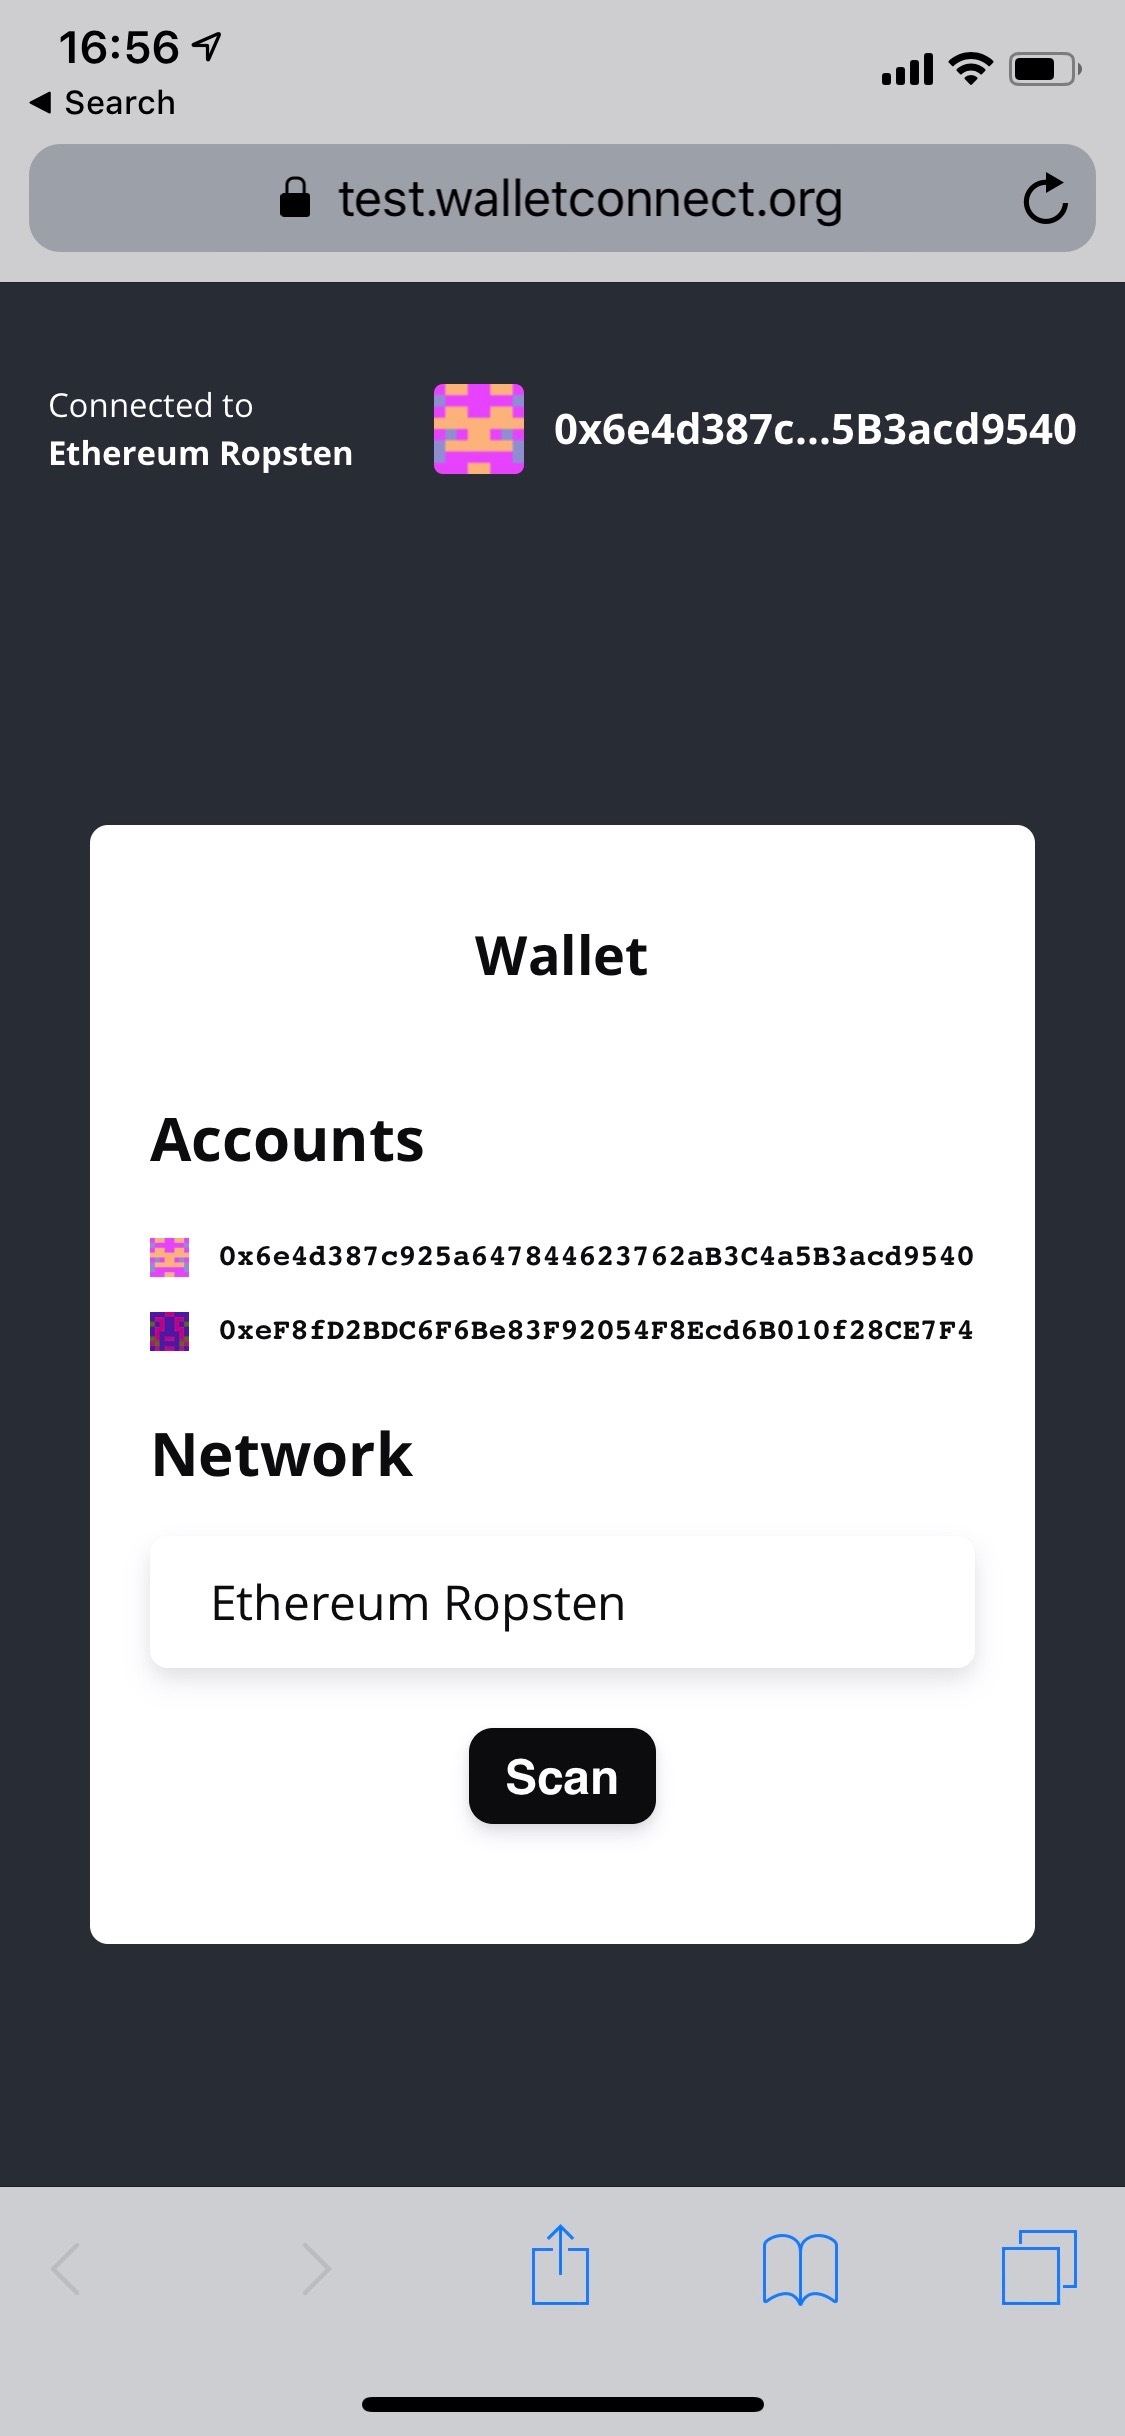 16:56
Search
test.walletconnect.org
Connected to
Ethereum Ropsten
0x6e4d387c...5B3acd9540
Wallet
Accounts
0x6e4d387c925a647844623762aB3C4a5B3acd9540
0xeF8fD2BDC6F6Be83F92054F8Ecd6B010f28CE7F4
Network
Ethereum Ropsten
Scan